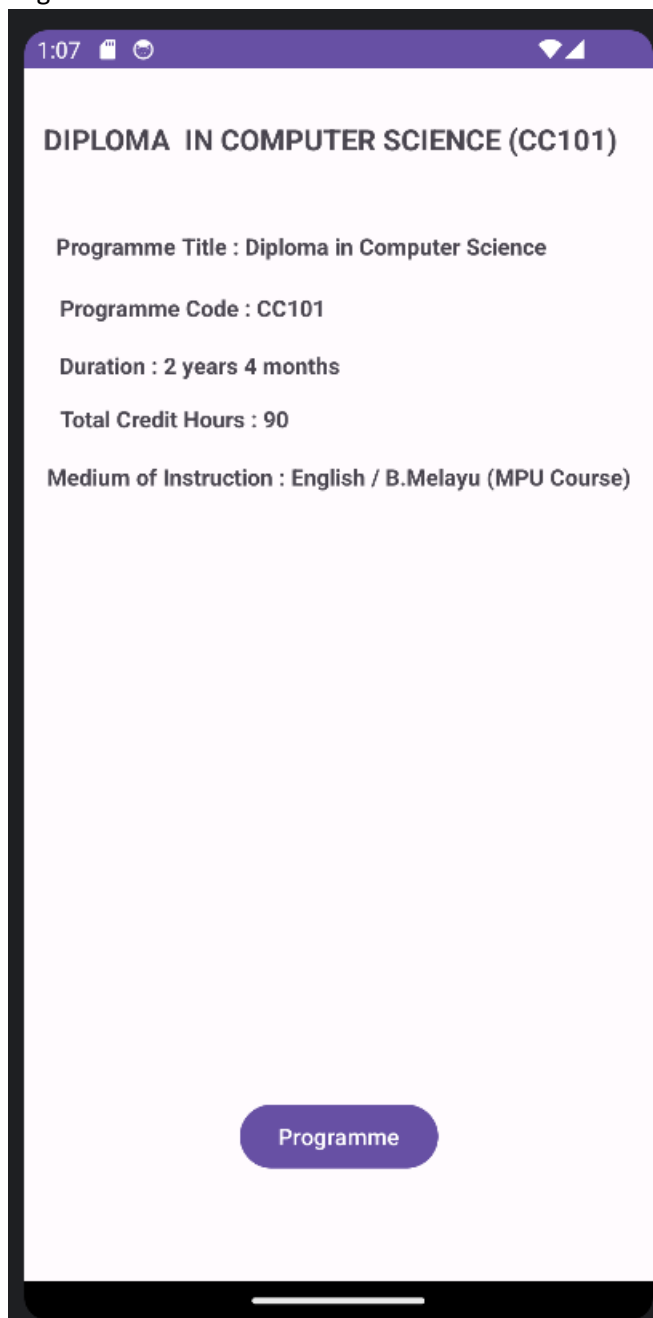 1:07
DIPLOMA IN COMPUTER SCIENCE (CC101)
Programme Title : Diploma in Computer Science
Programme Code : CC101
Duration : 2 years 4 months
Total Credit Hours : 90
Medium of Instruction : English / B.Melayu (MPU Course)
Programme